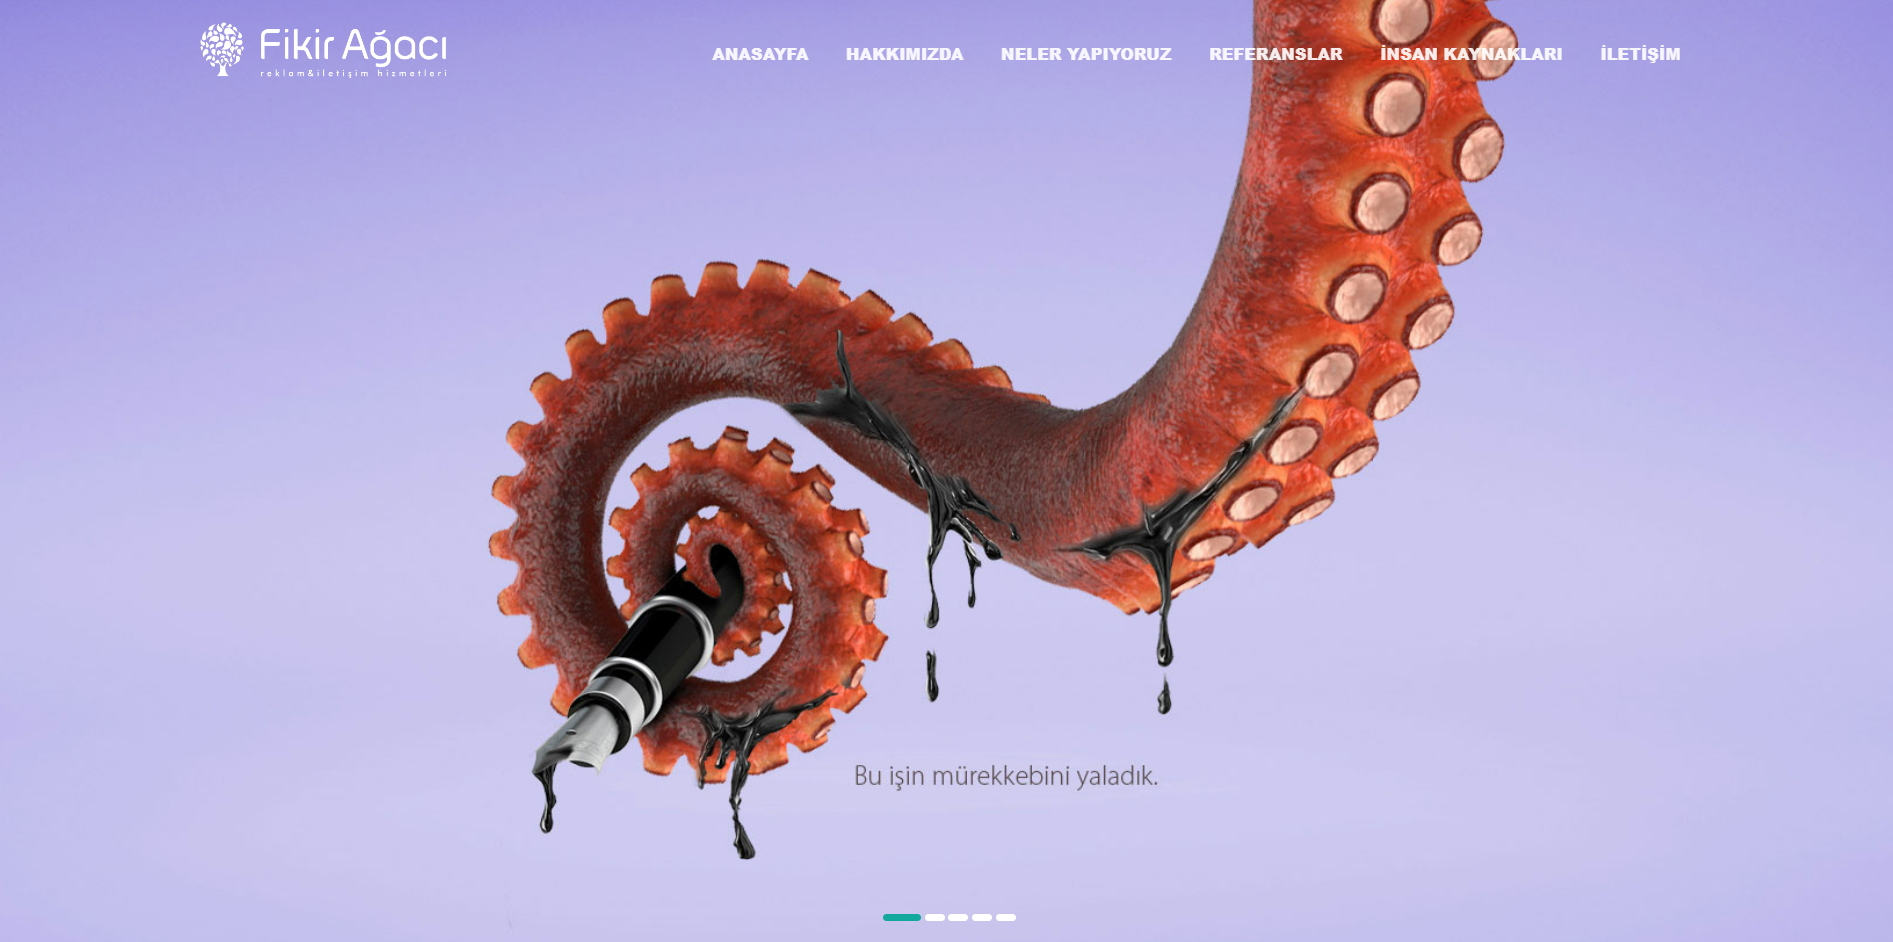 Fikir Ağacı
reklam&iletişim hizmetleri
ANASAYFA HAKKIMIZDA NELER YAPIYORUZ REFERANSLAR İNSAN KAYNAKLARI İLETİŞİM
Bu işin mürekkebini yaladık.